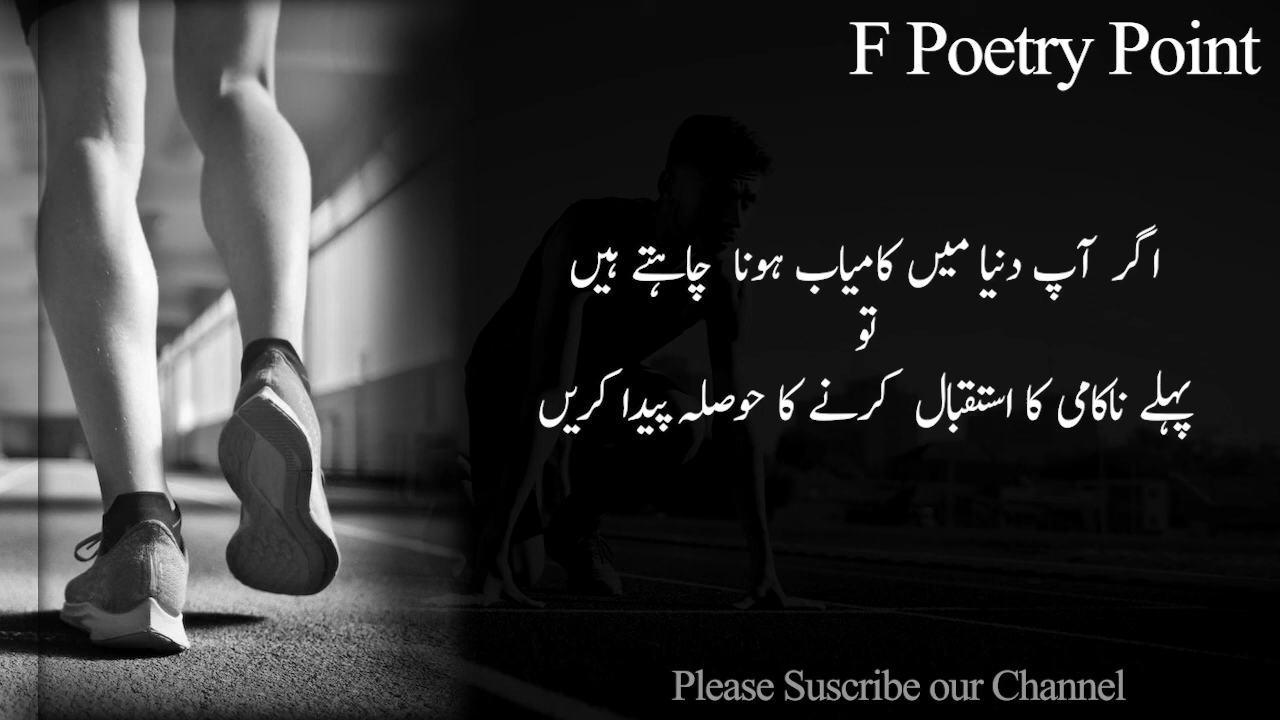 F Poetry Point
اگر آپ دنیا میں کامیاب ہونا چاہتے ہیں
تو
پہلے ناکامی کا استقبال کرنے کا حوصلہ پیدا کریں
Please Suscribe our Channel